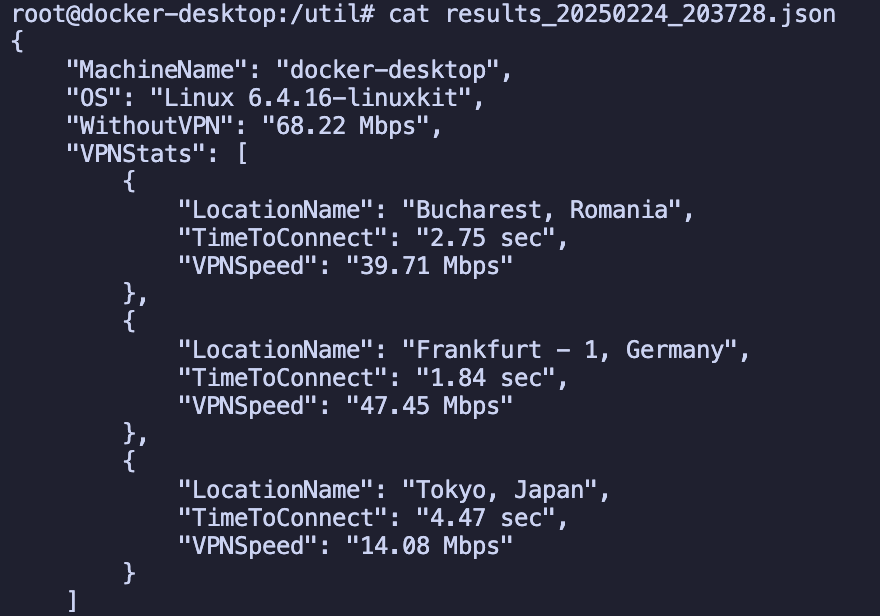 root@docker-desktop:/util# cat results_20250224_203728.json
{
    "MachineName": "docker-desktop",
    "OS": "Linux 6.4.16-linuxkit",
    "WithoutVPN": "68.22 Mbps",
    "VPNStats": [
        {
            "LocationName": "Bucharest, Romania",
            "TimeToConnect": "2.75 sec",
            "VPNSpeed": "39.71 Mbps"
        },
        {
            "LocationName": "Frankfurt - 1, Germany",
            "TimeToConnect": "1.84 sec",
            "VPNSpeed": "47.45 Mbps"
        },
        {
            "LocationName": "Tokyo, Japan",
            "TimeToConnect": "4.47 sec",
            "VPNSpeed": "14.08 Mbps"
        }
    ]